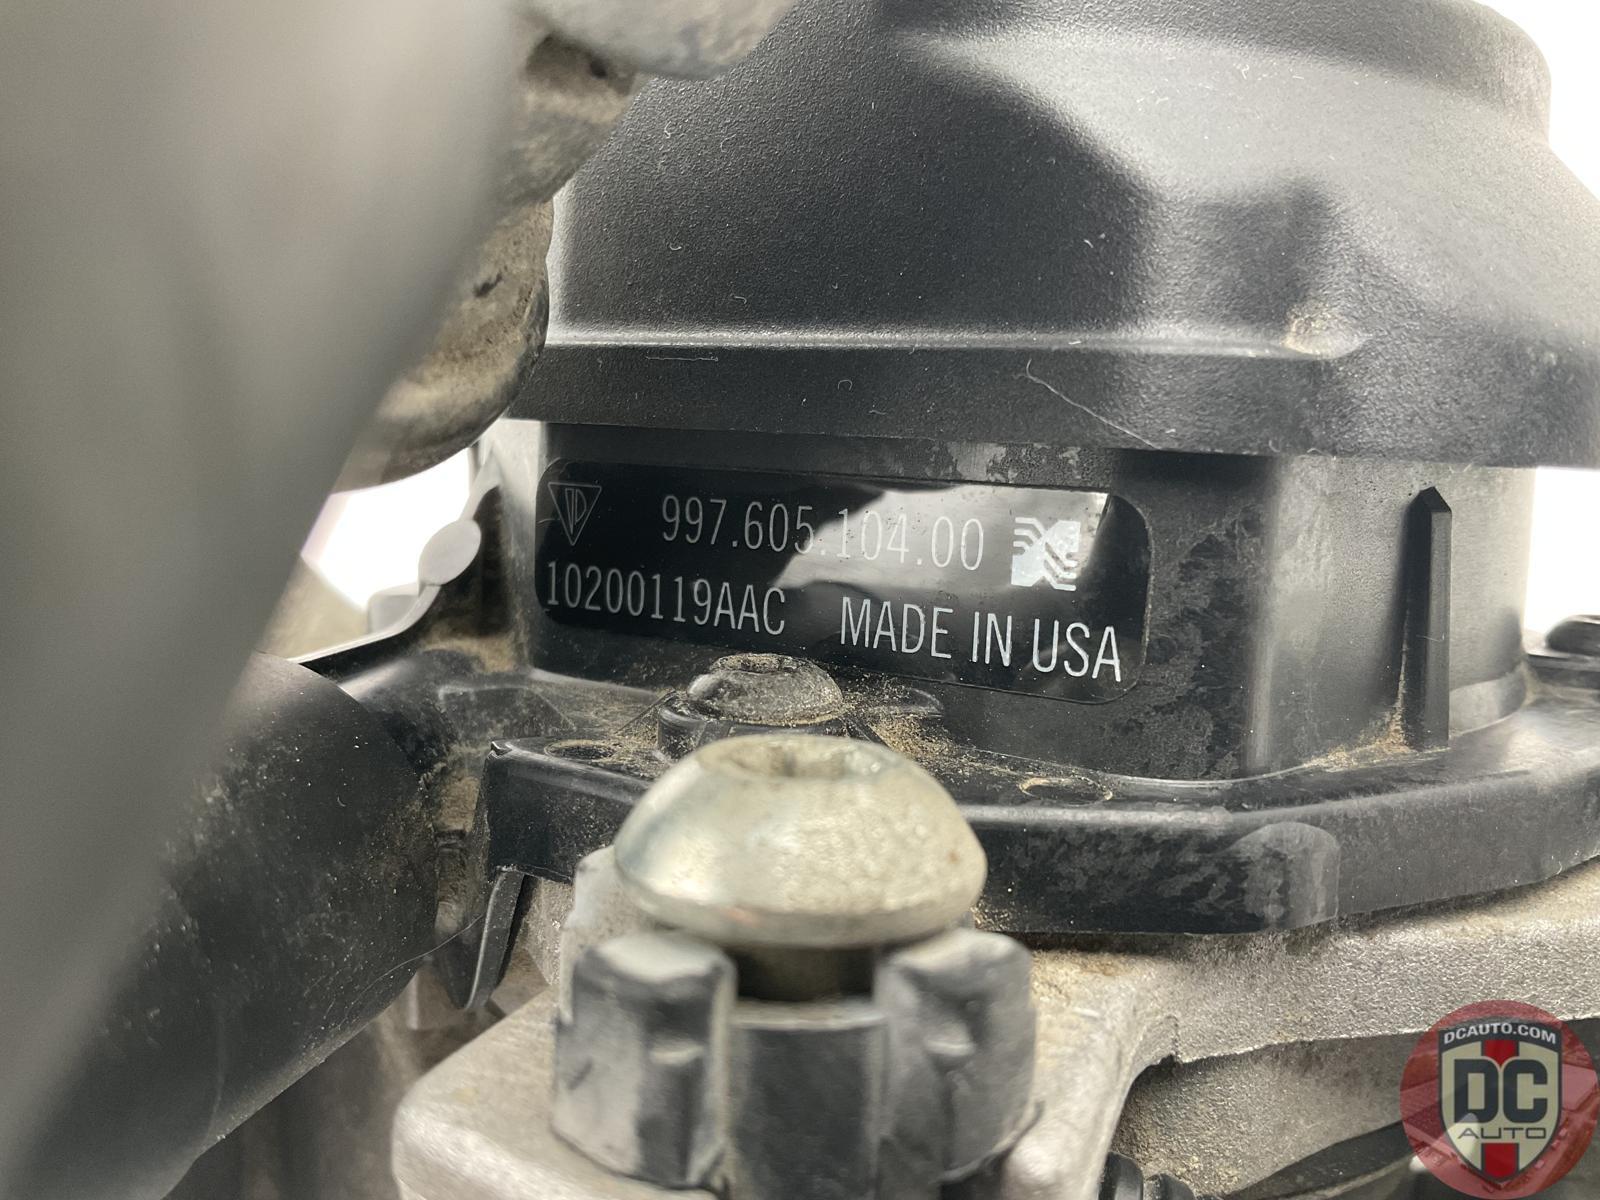 997.605.104.00
10200119AAC MADE IN USA
DCAUTO.COM
DC
AUTO